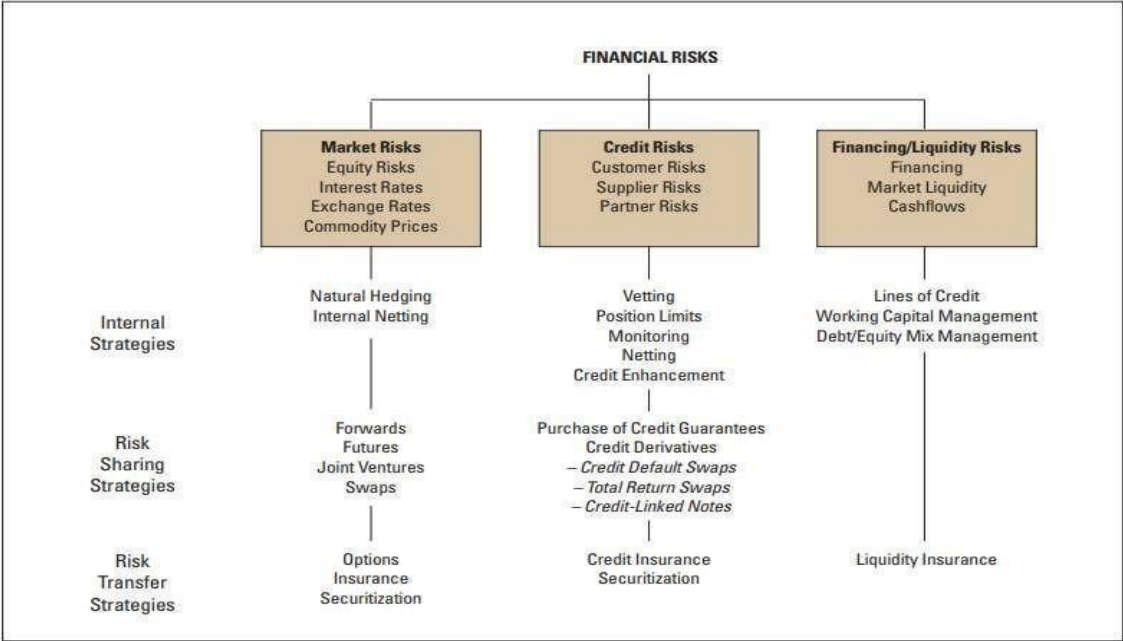 FINANCIAL RISKS
Market Risks
Equity Risks
Interest Rates
Exchange Rates
Commodity Prices
Credit Risks
Customer Risks
Supplier Risks
Partner Risks
Financing/Liquidity Risks
Financing
Market Liquidity
Cashflows
Internal
Strategies
Natural Hedging
Internal Netting
Vetting
Position Limits
Monitoring
Netting
Credit Enhancement
Lines of Credit
Working Capital Management
Debt/Equity Mix Management
Risk
Sharing
Strategies
Forwards
Futures
Joint Ventures
Swaps
Purchase of Credit Guarantees
Credit Derivatives
– Credit Default Swaps
– Total Return Swaps
– Credit-Linked Notes
Risk
Transfer
Strategies
Options
Insurance
Securitization
Credit Insurance
Securitization
Liquidity Insurance